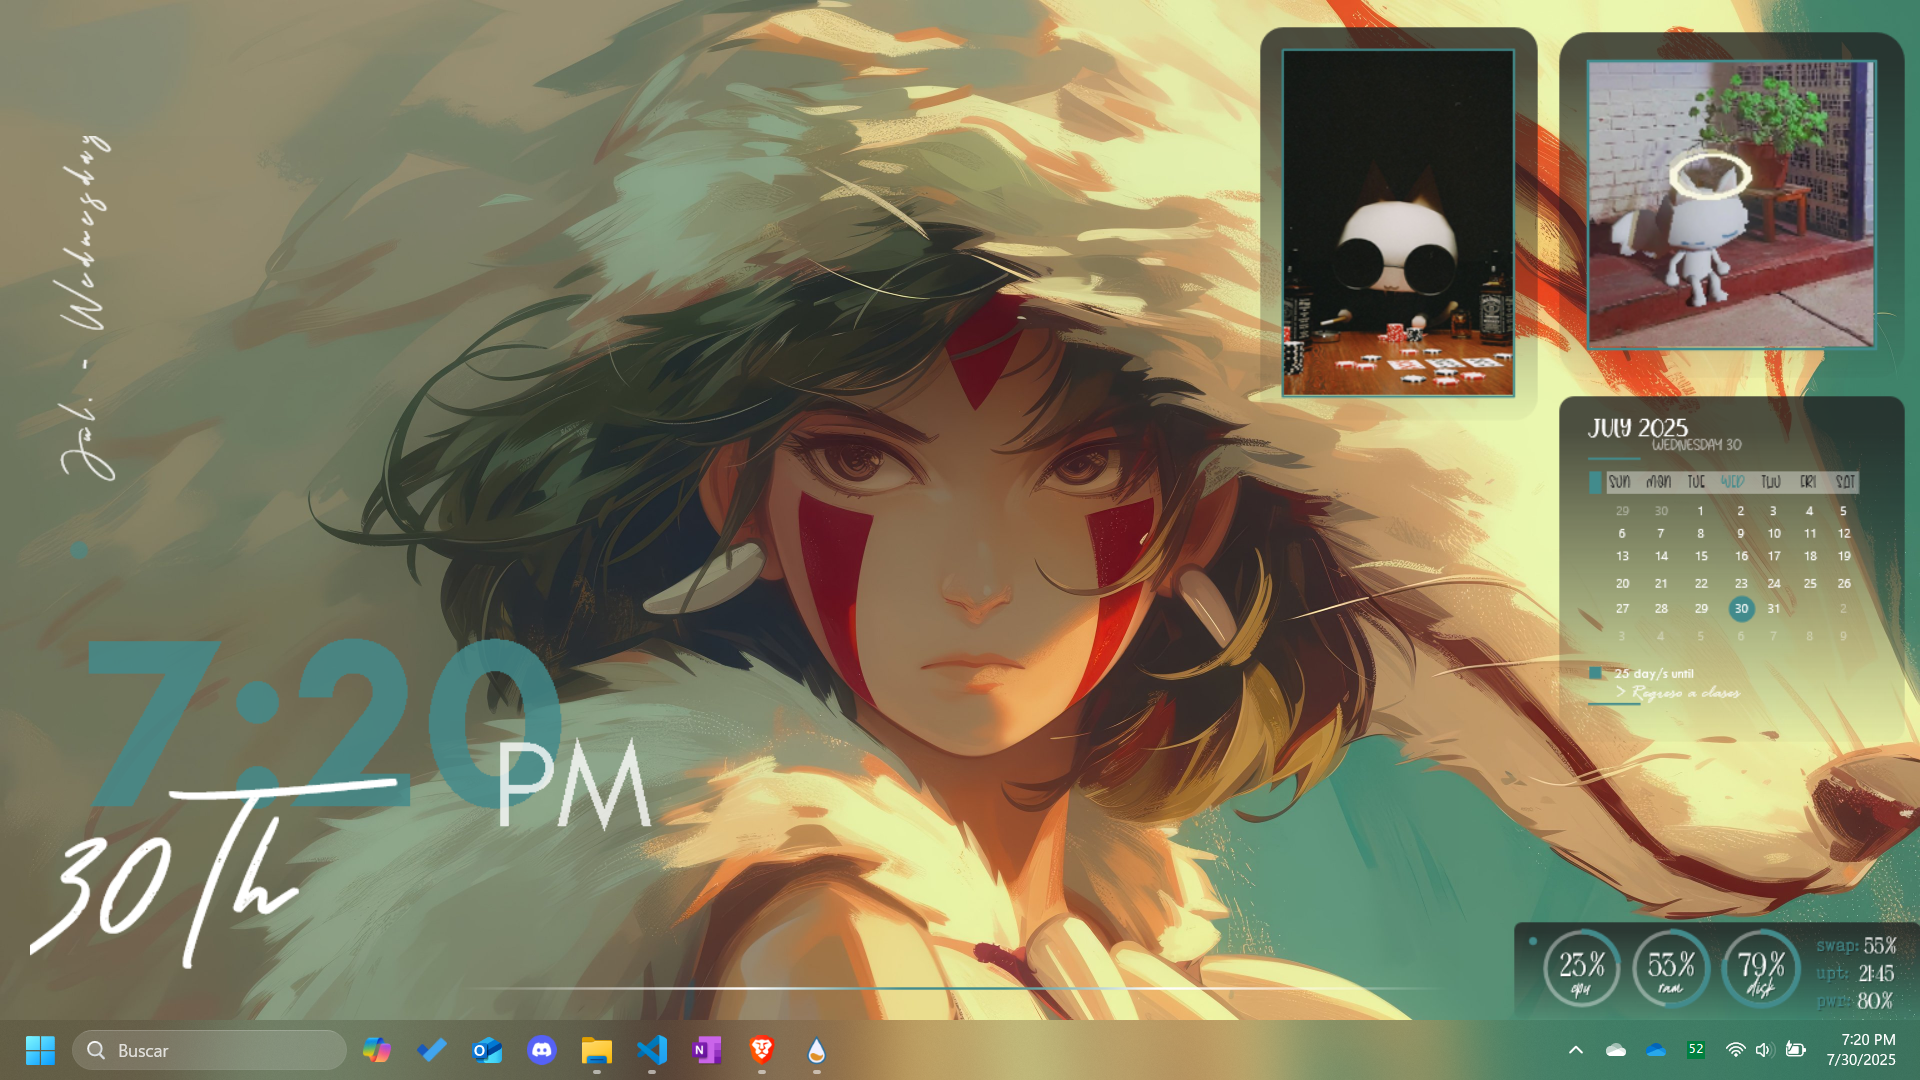 Jul. - Wednesday
7:20
PM
30Th
JULY 2025
WEDNESDAY 30
SUN MON TUE WED THU FRI SAT
29 30 1 2 3 4 5
6 7 8 9 10 11 12
13 14 15 16 17 18 19
20 21 22 23 24 25 26
27 28 29 30 31 2
3 4 5 6 7 8 9
25 day/s until
> Regreso a clases
23% cpu
53% ram
79% disk
swap: 55%
upt: 21:45
pwr: 80%
Buscar
52
7:20 PM
7/30/2025